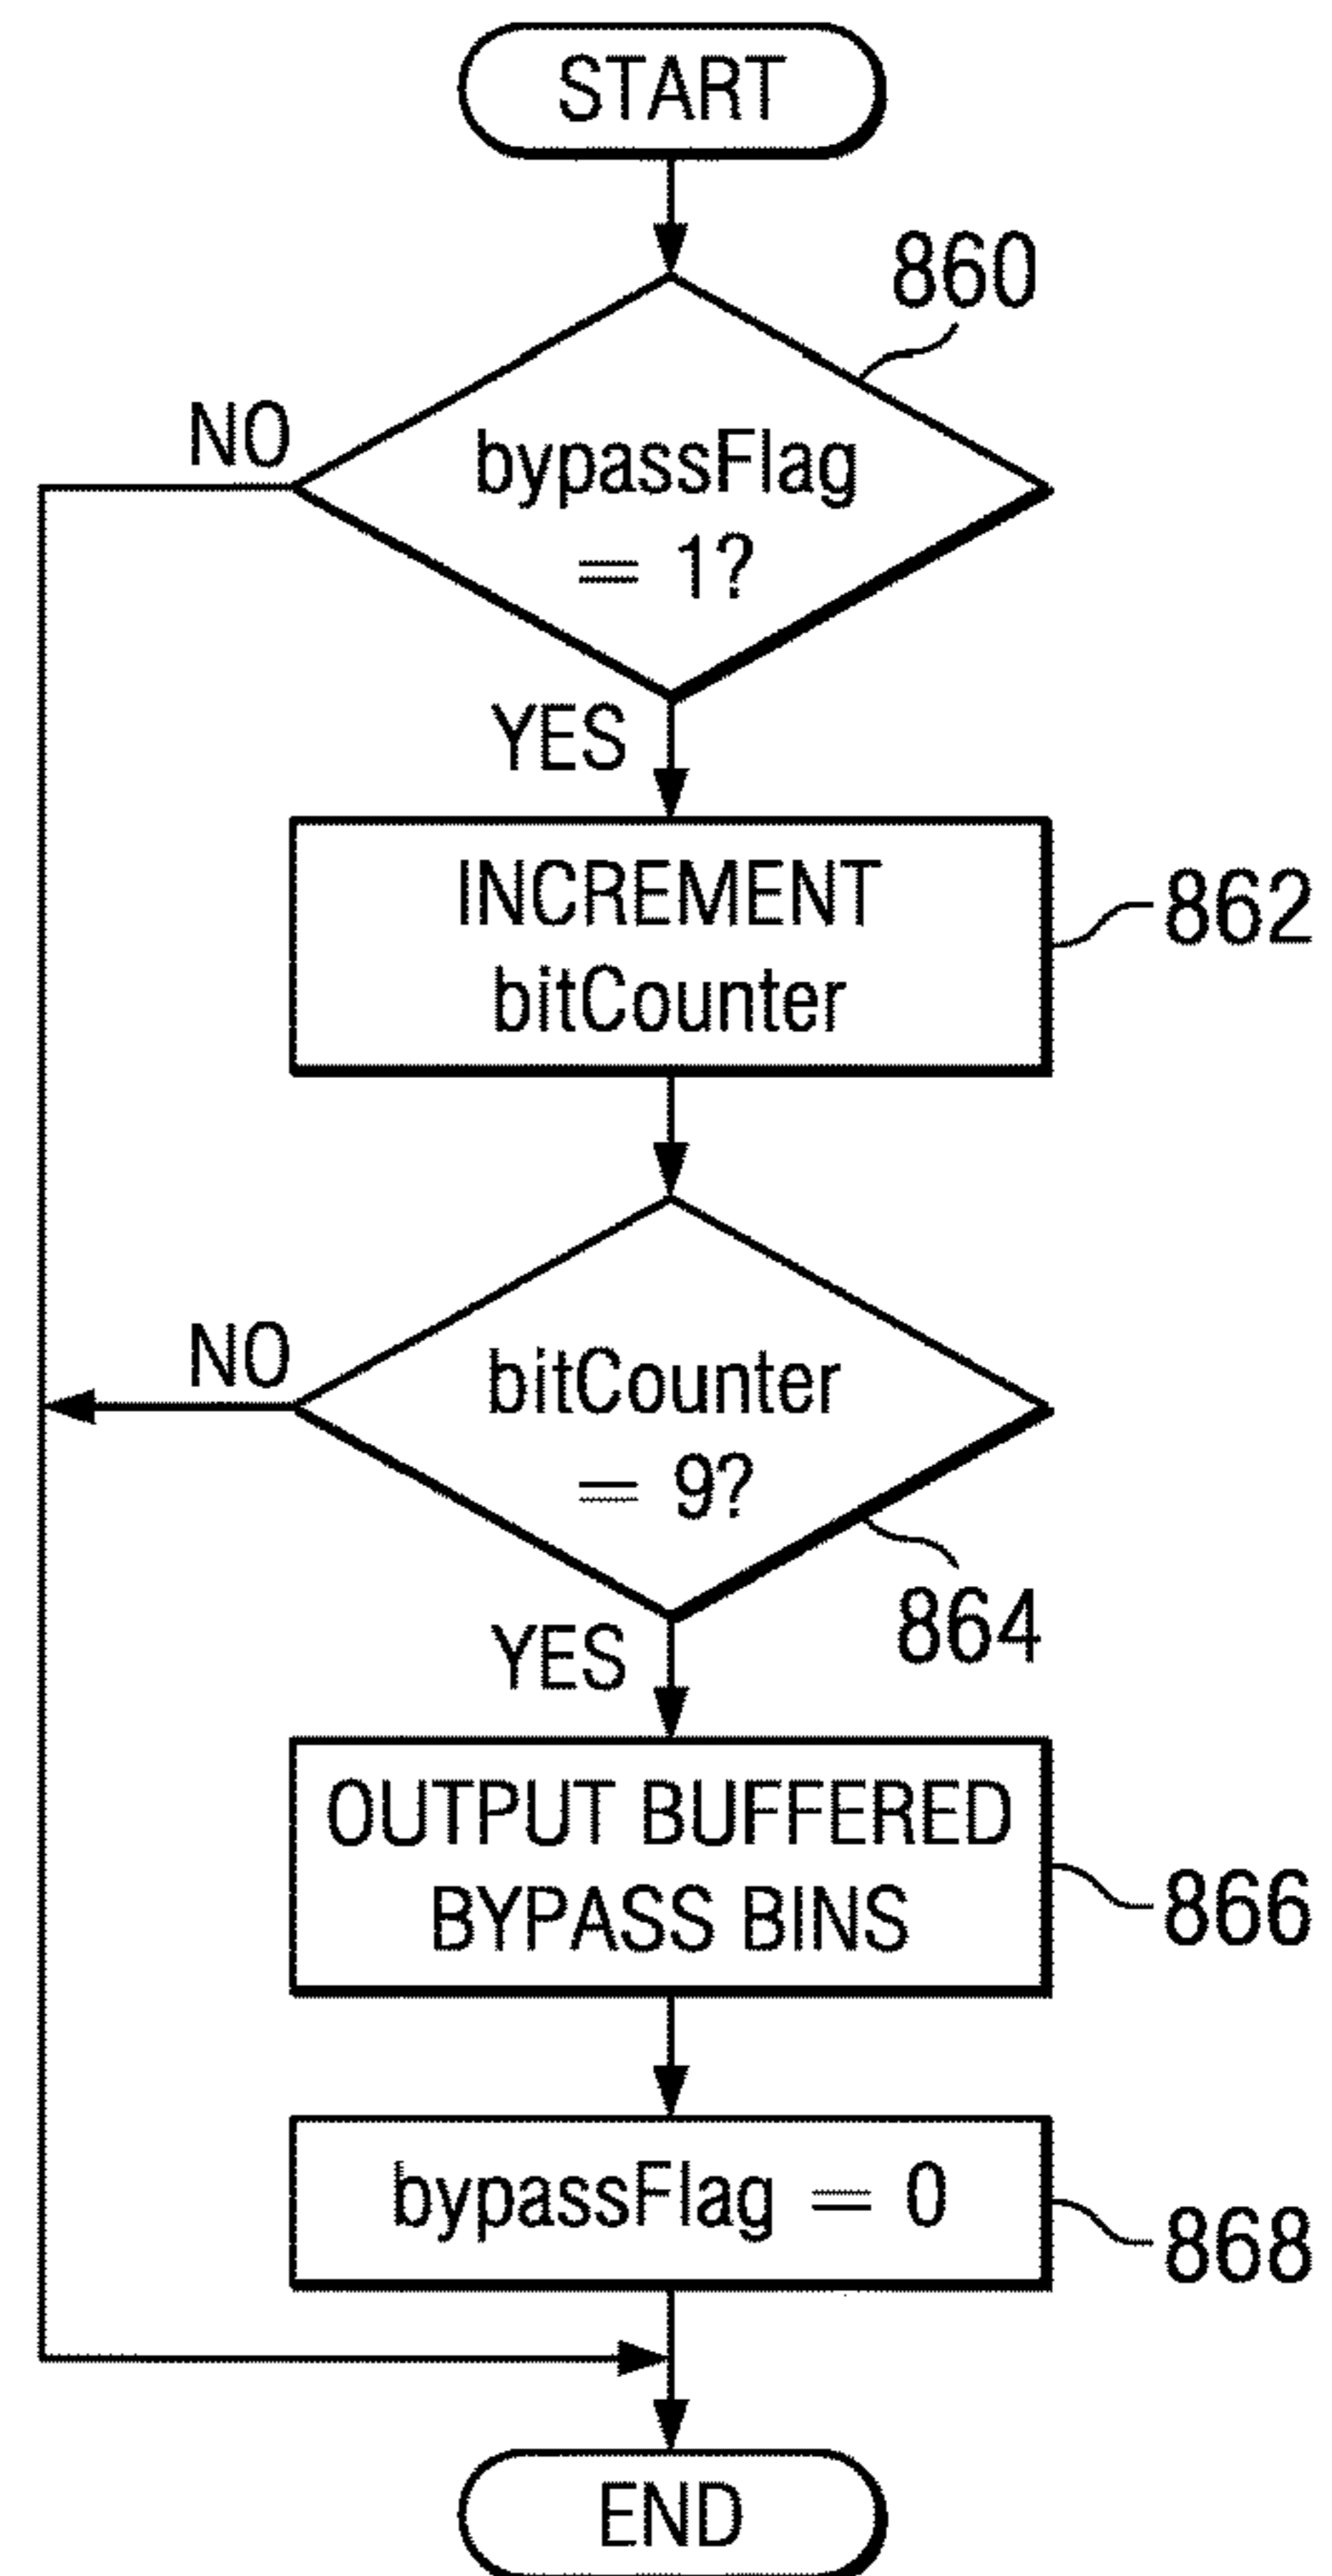 START
860
NO
bypassFlag
= 1?
YES
INCREMENT
bitCounter
862
NO
bitCounter
= 9?
864
YES
OUTPUT BUFFERED
BYPASS BINS
866
bypassFlag = 0
868
END